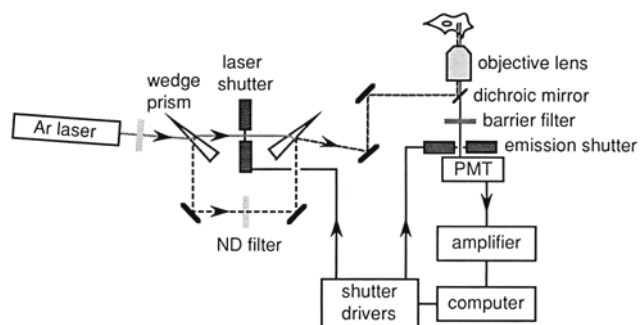 laser
shutter
wedge
prism
Ar laser
ND filter
objective lens
dichroic mirror
barrier filter
emission shutter
PMT
amplifier
computer
shutter
drivers